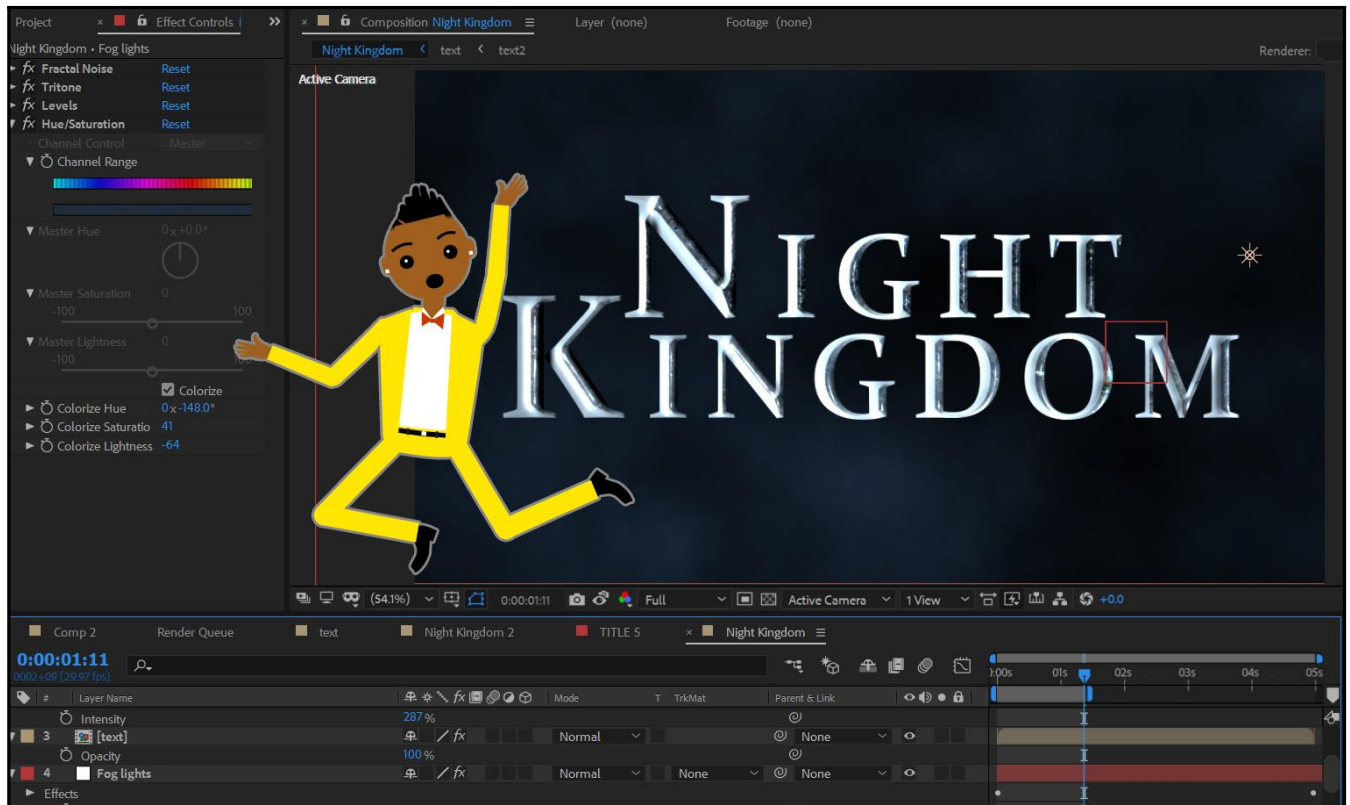 Project × Effect Controls
Night Kingdom • Fog lights
fx Fractal Noise Reset
fx Tritone Reset
fx Levels Reset
fx Hue/Saturation Reset
Channel Control Master
Channel Range
Master Hue 0x+0.0°
Master Saturation 0
-100 100
Master Lightness 0
-100
Colorize
Colorize Hue 0x-148.0°
Colorize Saturatio 41
Colorize Lightness -64
× Composition Night Kingdom Layer (none) Footage (none)
Night Kingdom text text2 Renderer:
Active Camera
NIGHT
KINGDOM
(54.1%) 0:00:01:11 Full Active Camera 1 View +0.0
Comp 2 Render Queue text Night Kingdom 2 TITLE S × Night Kingdom
0:00:01:11
0002+09 (29.97 fps)
):00s 01s 02s 03s 04s 05s
# Layer Name Mode T TrkMat Parent & Link
Intensity 287%
3 [text] Normal None
Opacity 100%
4 Fog lights Normal None None
Effects